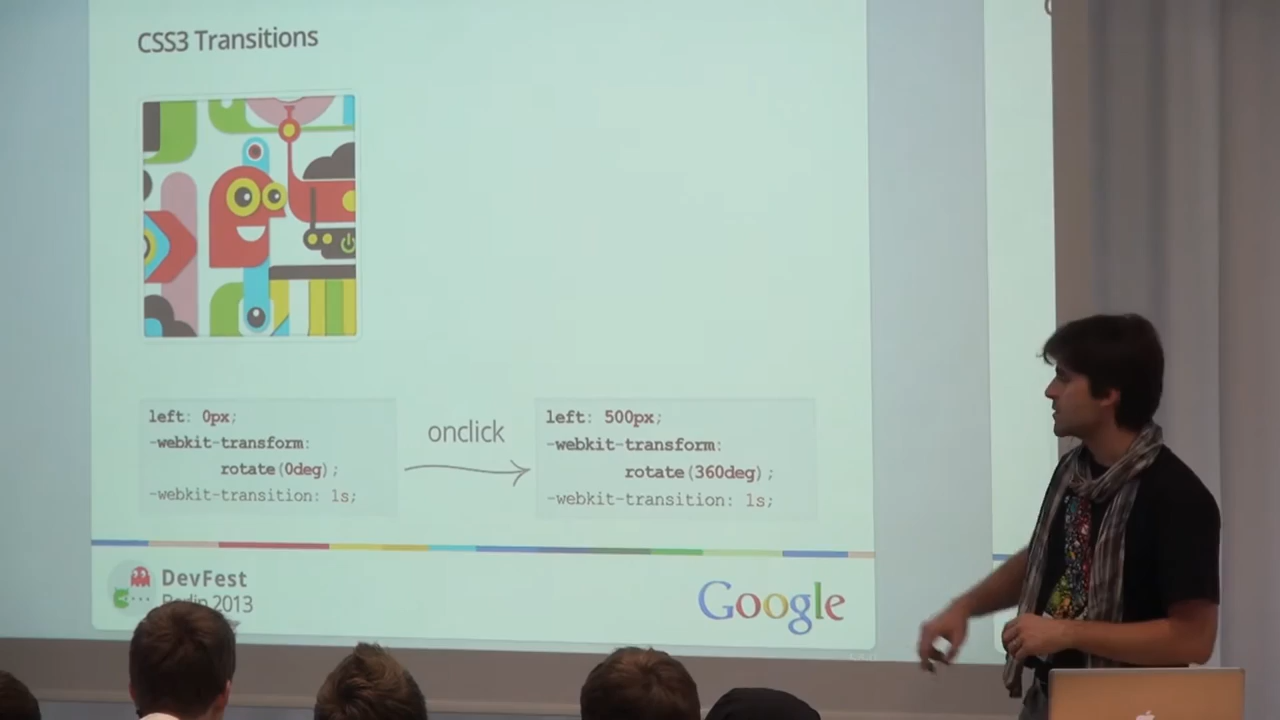 CSS3 Transitions
left: 0px;
-webkit-transform:
rotate(0deg);
-webkit-transition: 1s;
onclick
left: 500px;
-webkit-transform:
rotate(360deg);
-webkit-transition: 1s;
DevFest
Berlin 2013
Google